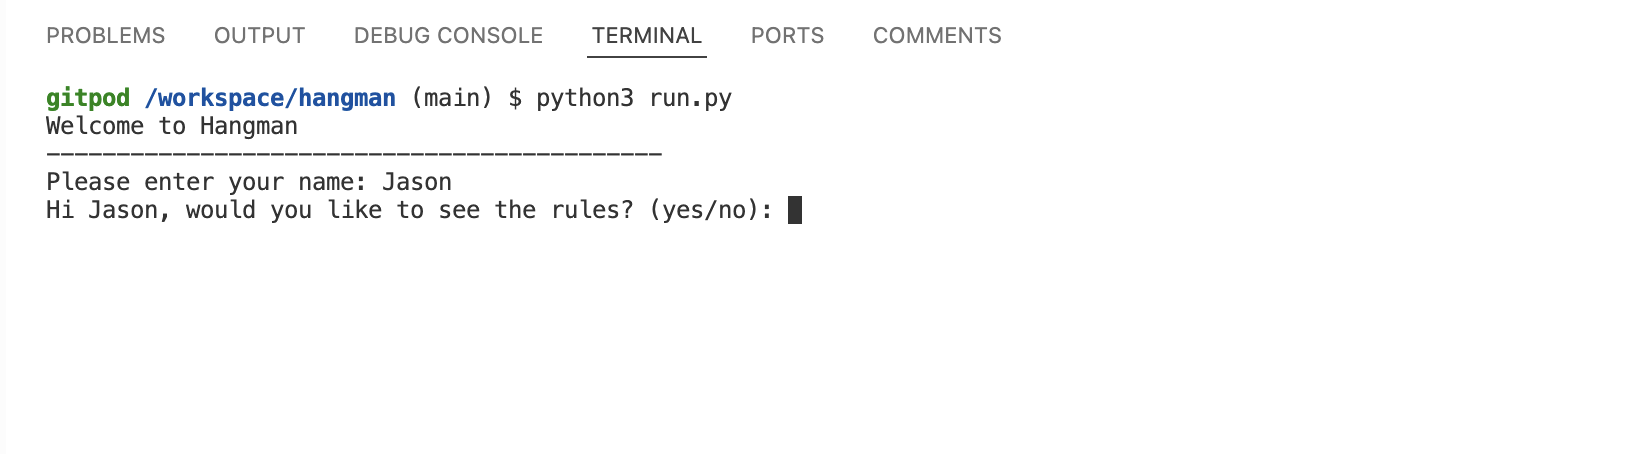 PROBLEMS OUTPUT DEBUG CONSOLE TERMINAL PORTS COMMENTS
gitpod /workspace/hangman (main) $ python3 run.py
Welcome to Hangman
--------------------------------------------
Please enter your name: Jason
Hi Jason, would you like to see the rules? (yes/no):